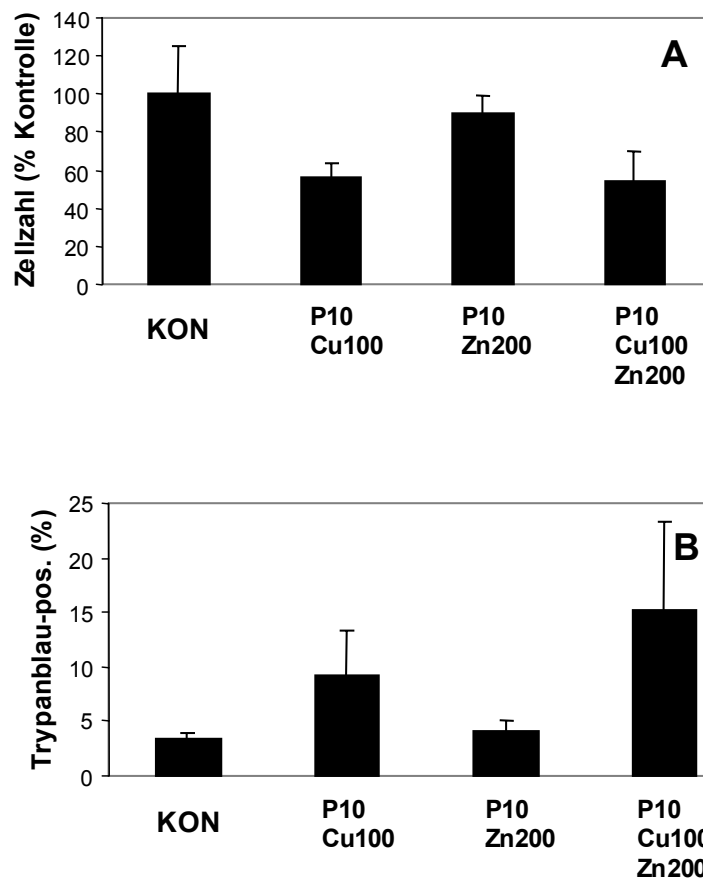 140
120
100
80
60
40
20
0
Zellzahl (% Kontrolle)
A
KON
P10
Cu100
P10
Zn200
P10
Cu100
Zn200
25
20
15
10
5
0
Trypanblau-pos. (%)
B
KON
P10
Cu100
P10
Zn200
P10
Cu100
Zn200